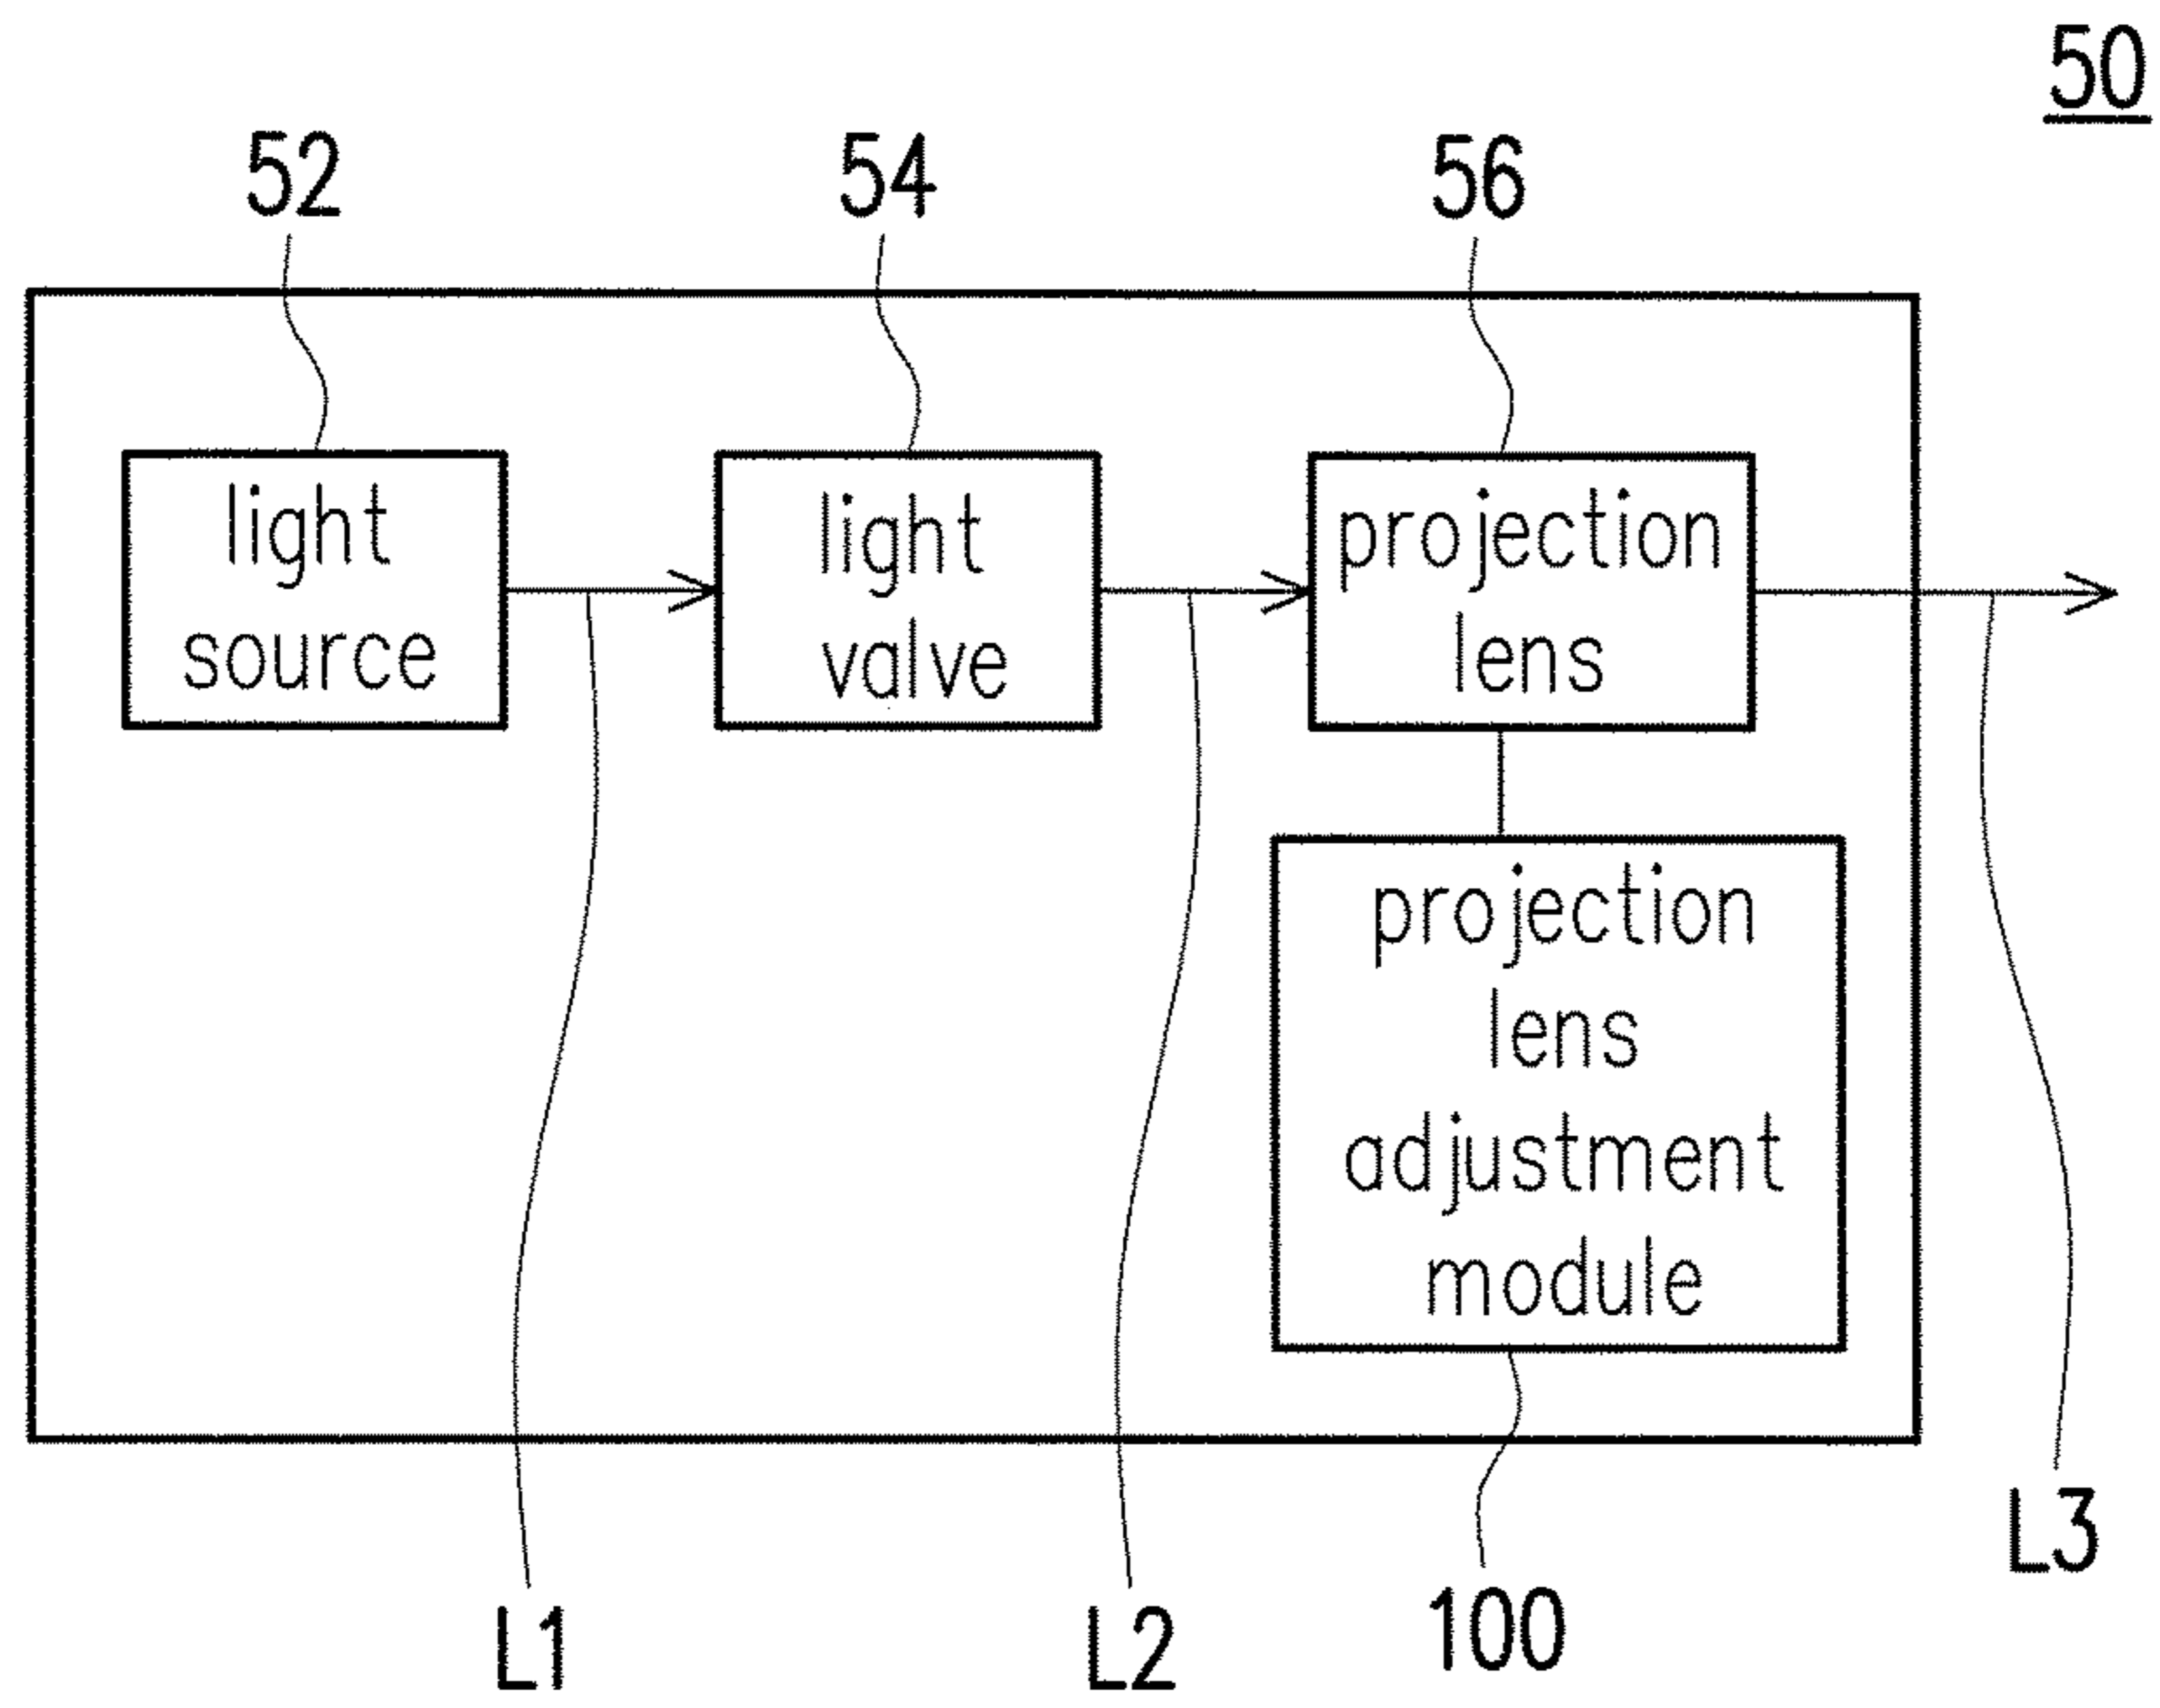 50
52
54
56
light
source
light
valve
projection
lens
projection
lens
adjustment
module
L1
L2
100
L3